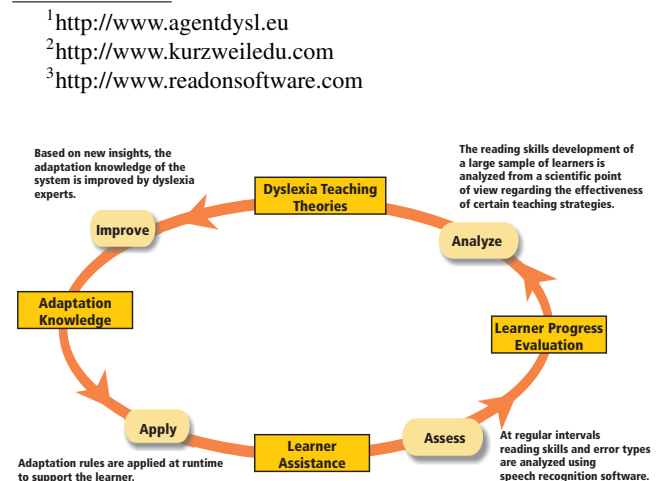 1http://www.agentdysl.eu
2http://www.kurzweiledu.com
3http://www.readonsoftware.com
Based on new insights, the
adaptation knowledge of the
system is improved by dyslexia
experts.
The reading skills development of
a large sample of learners is
analyzed from a scientific point
of view regarding the effectiveness
of certain teaching strategies.
Dyslexia Teaching
Theories
Improve
Analyze
Adaptation
Knowledge
Learner Progress
Evaluation
Apply
Learner
Assistance
Assess
Adaptation rules are applied at runtime
to support the learner.
At regular intervals
reading skills and error types
are analyzed using
speech recognition software.